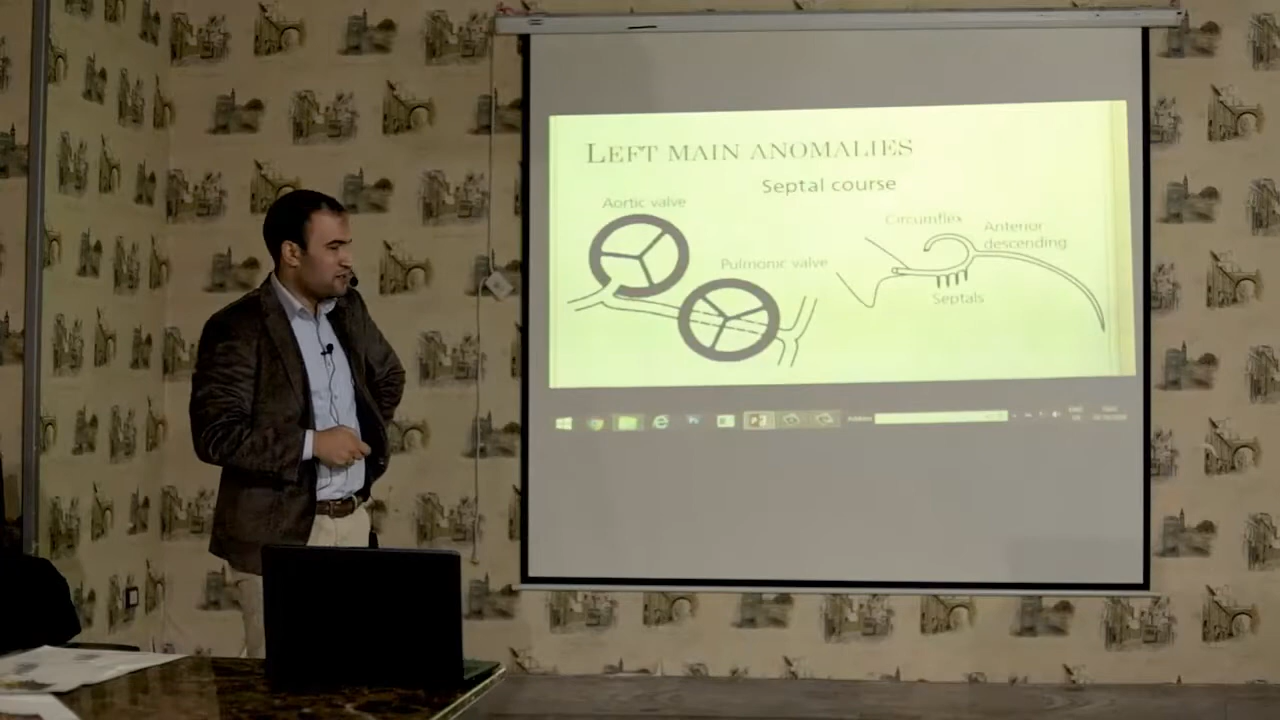 LEFT MAIN ANOMALIES
Septal course
Aortic valve
Pulmonic valve
Circumflex
Anterior
descending
Septals